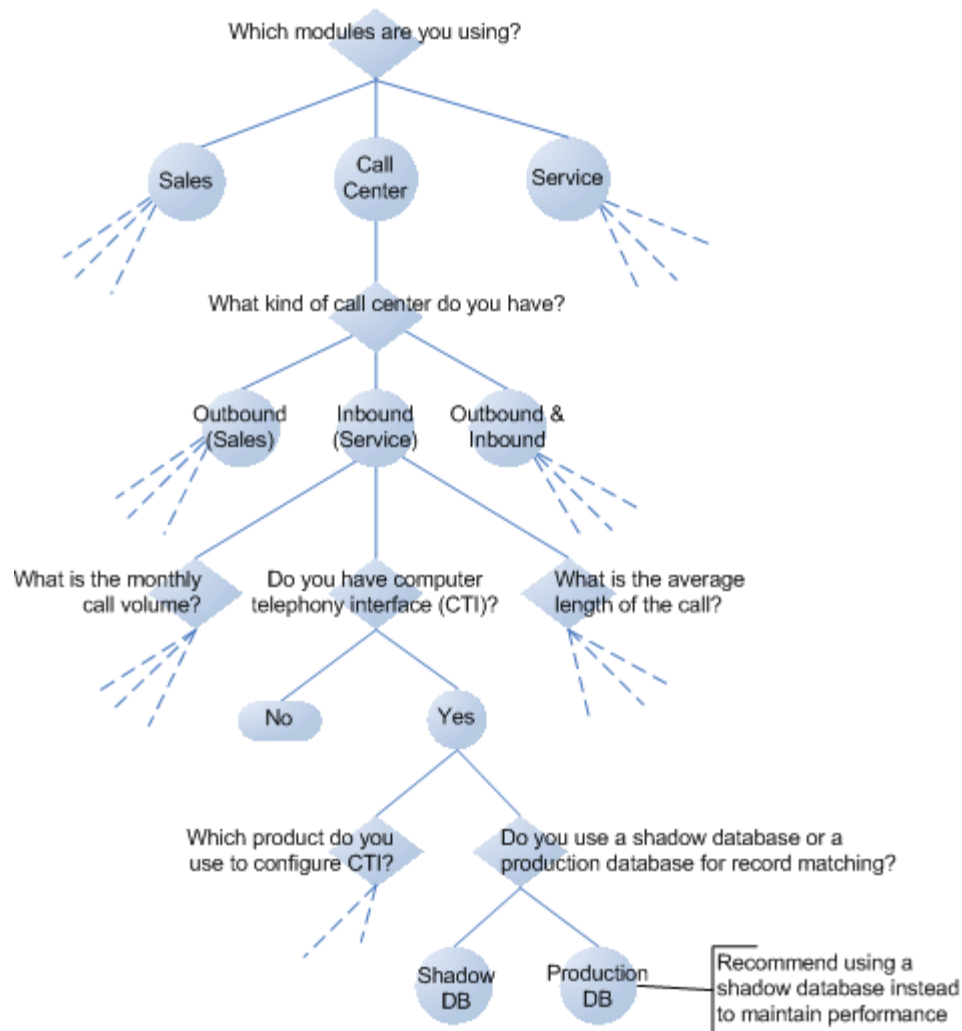 Which modules are you using?
Sales
Call
Center
Service
What kind of call center do you have?
Outbound
(Sales)
Inbound
(Service)
Outbound &
Inbound
What is the monthly
call volume?
Do you have computer
telephony interface (CTI)?
What is the average
length of the call?
No
Yes
Which product do you
use to configure CTI?
Do you use a shadow database or a
production database for record matching?
Shadow
DB
Production
DB
Recommend using a
shadow database instead
to maintain performance